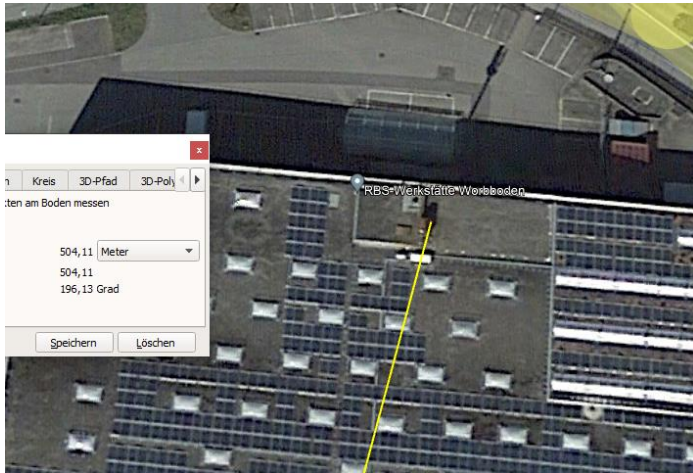 RBS-Werkstätte Worbboden
x
Kreis 3D-Pfad 3D-Poly
kten am Boden messen
504,11 Meter
504,11
196,13 Grad
Speichern Löschen